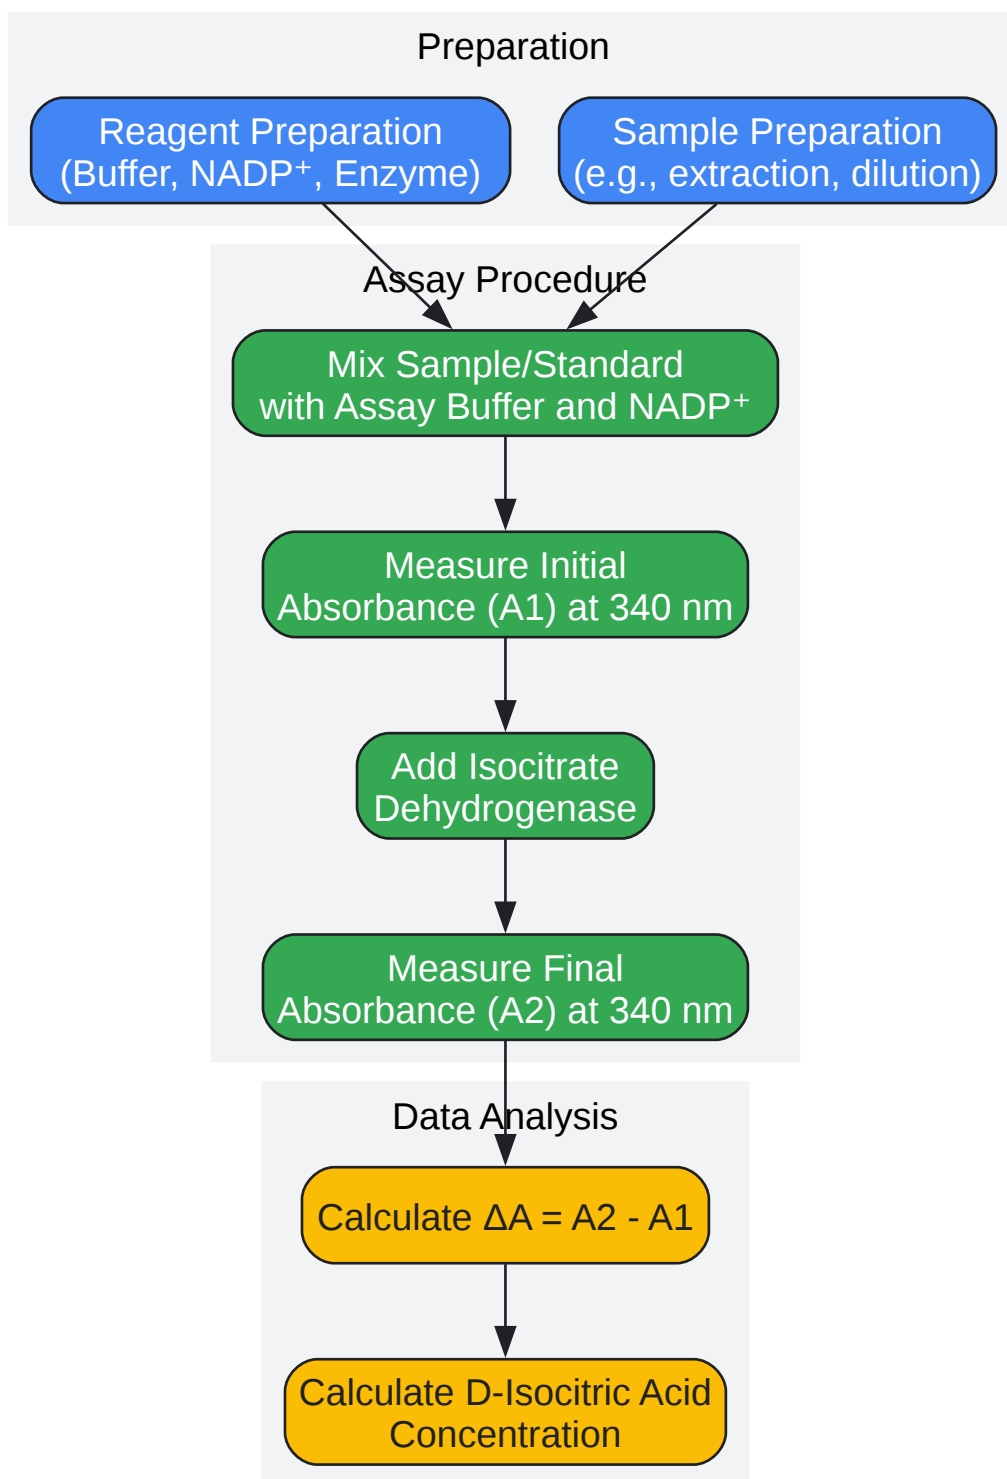 Preparation
Reagent Preparation
(Buffer, NADP⁺, Enzyme)
Sample Preparation
(e.g., extraction, dilution)
Assay Procedure
Mix Sample/Standard
with Assay Buffer and NADP⁺
Measure Initial
Absorbance (A1) at 340 nm
Add Isocitrate
Dehydrogenase
Measure Final
Absorbance (A2) at 340 nm
Data Analysis
Calculate ΔA = A2 - A1
Calculate D-Isocitric Acid
Concentration